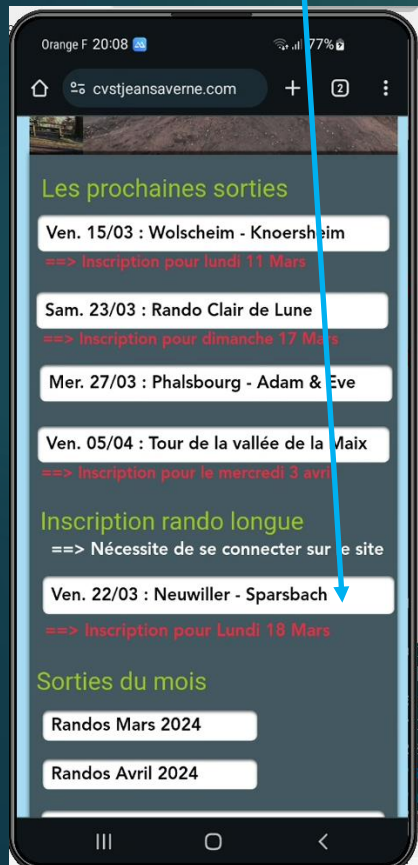 Orange F 20:08 77%
cvstjeansaverne.com 2
Les prochaines sorties
Ven. 15/03 : Wolscheim - Knoersheim
==> Inscription pour lundi 11 Mars
Sam. 23/03 : Rando Clair de Lune
==> Inscription pour dimanche 17 Mars
Mer. 27/03 : Phalsbourg - Adam & Eve
Ven. 05/04 : Tour de la vallée de la Maix
==> Inscription pour le mercredi 3 avril
Inscription rando longue
==> Nécessite de se connecter sur le site
Ven. 22/03 : Neuwiller - Sparsbach
==> Inscription pour Lundi 18 Mars
Sorties du mois
Randos Mars 2024
Randos Avril 2024